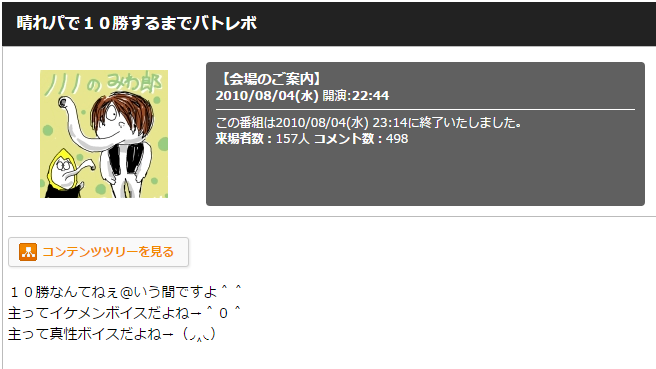 晴れパで１０勝するまでバトレボ
ノノノのみわ郎
【会場のご案内】
2010/08/04(水) 開演:22:44
この番組は2010/08/04(水) 23:14に終了いたしました。
来場者数：157人 コメント数：498
コンテンツツリーを見る
１０勝なんてねぇ＠いう間ですよ＾＾
主ってイケメンボイスだよね→＾０＾
主って真性ボイスだよね→（◟‸◞）